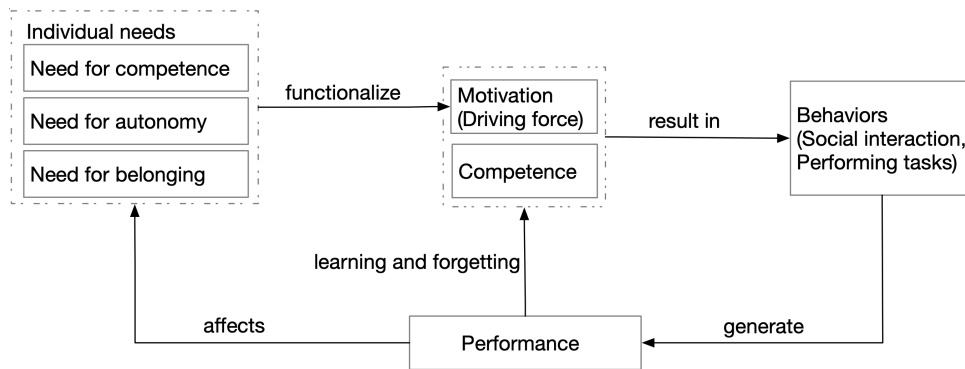 Individual needs
Need for competence
Need for autonomy
Need for belonging
functionalize
Motivation
(Driving force)
Competence
result in
Behaviors
(Social interaction,
Performing tasks)
learning and forgetting
affects
Performance
generate